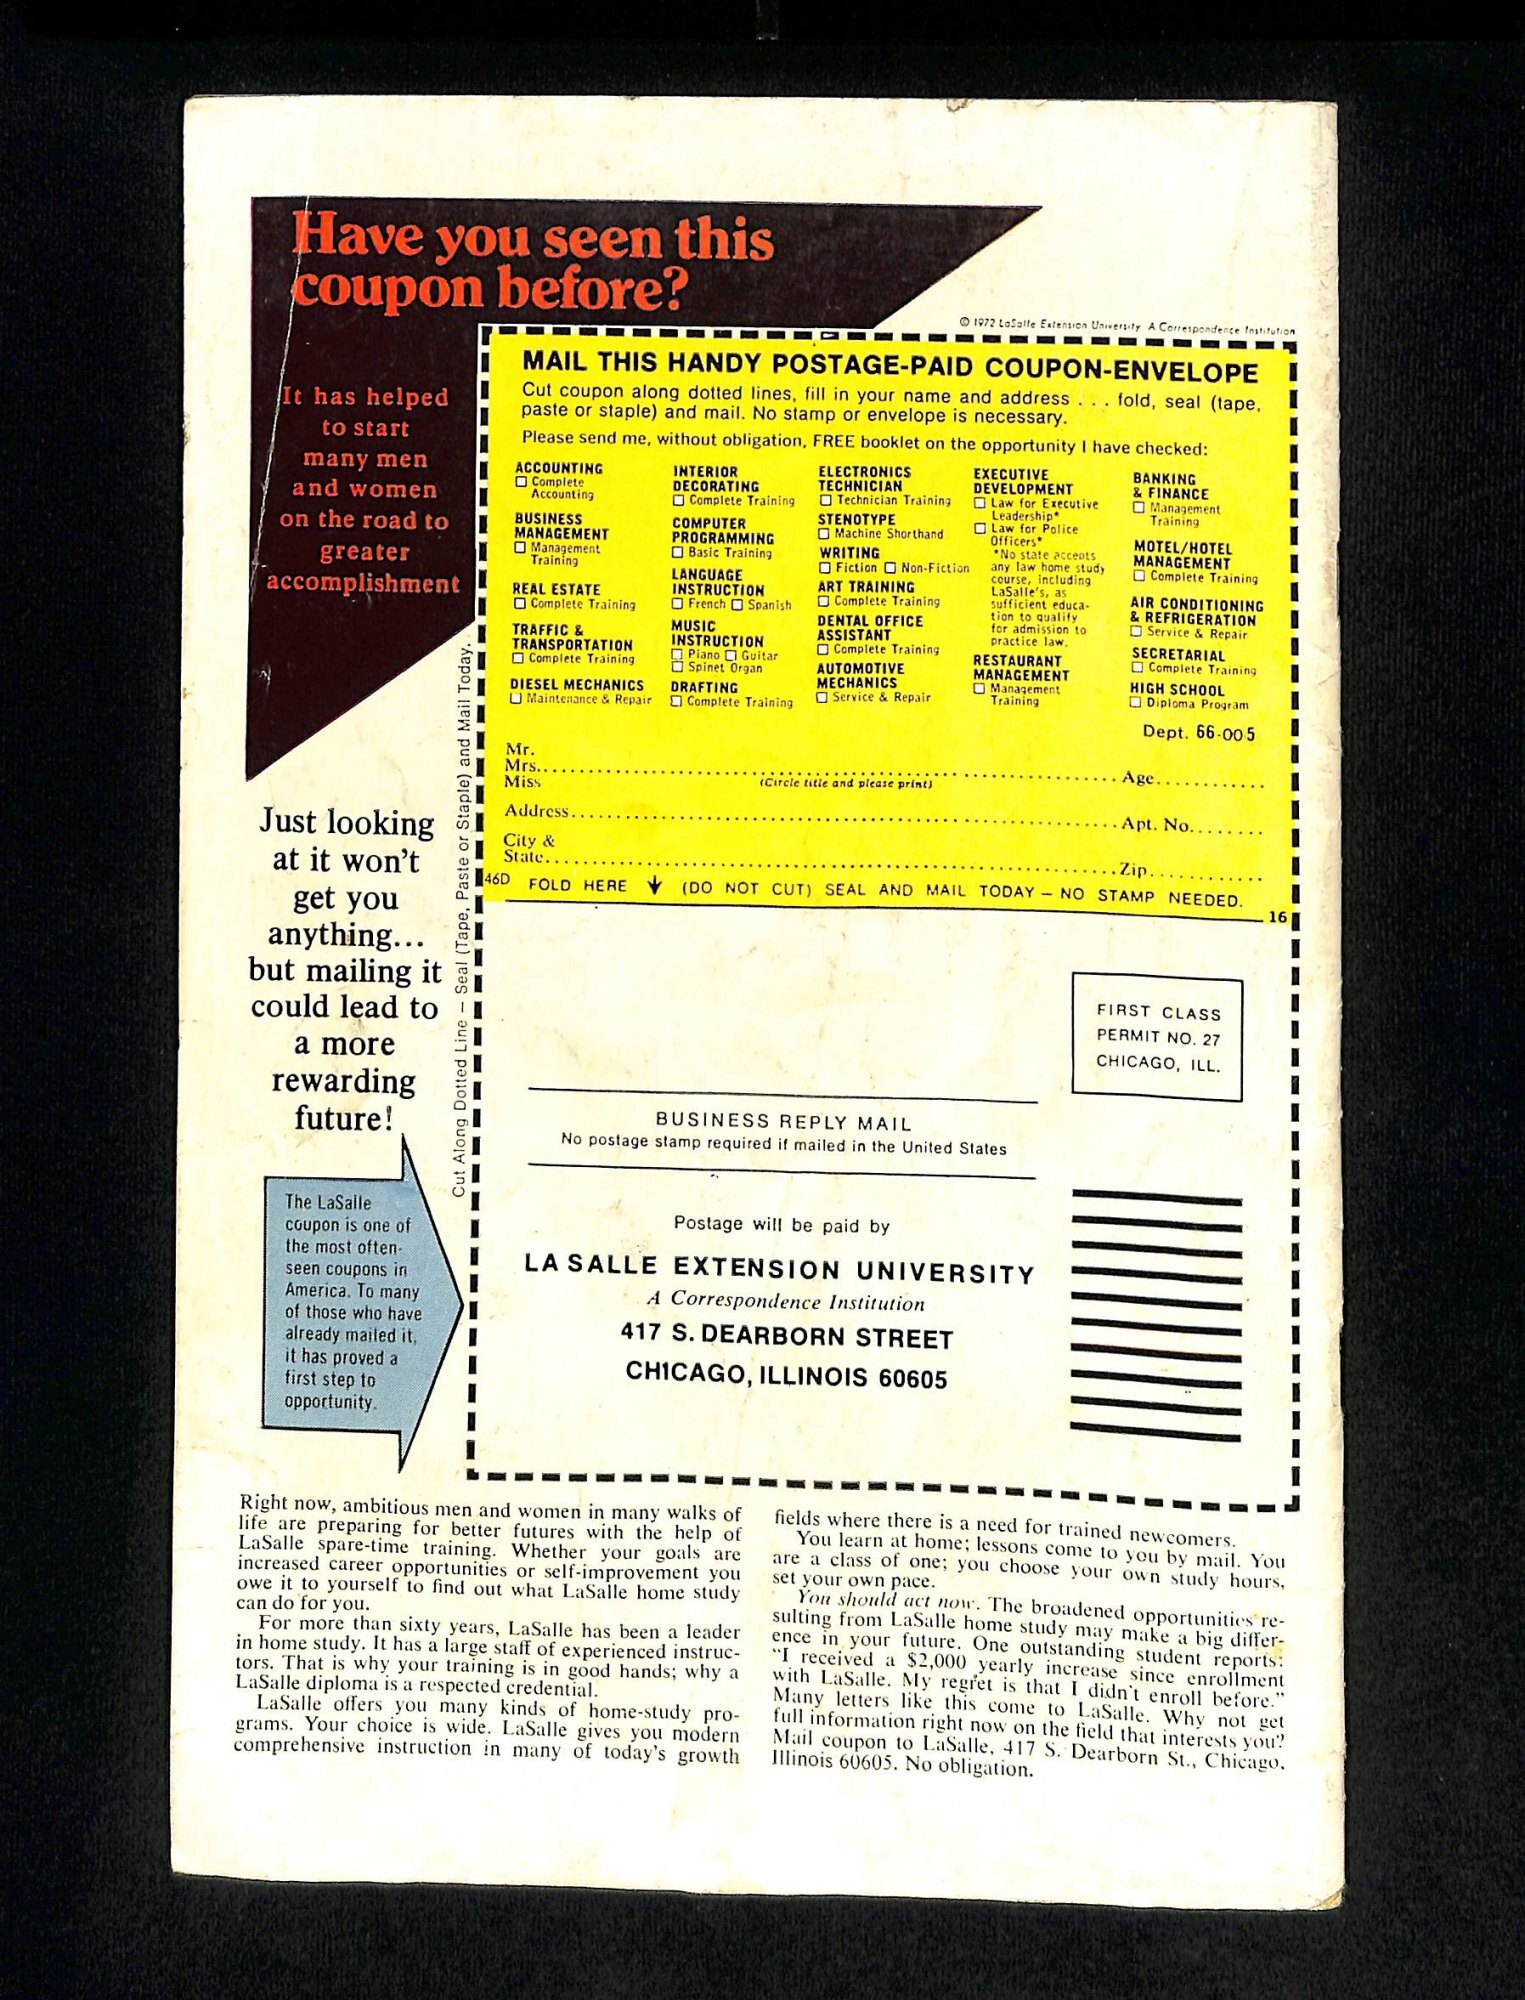 Have you seen this
coupon before?
© 1972 LaSalle Extension University A Correspondence Institution
It has helped
to start
many men
and women
on the road to
greater
accomplishment
MAIL THIS HANDY POSTAGE-PAID COUPON-ENVELOPE
Cut coupon along dotted lines, fill in your name and address . . . fold, seal (tape,
paste or staple) and mail. No stamp or envelope is necessary.
Please send me, without obligation, FREE booklet on the opportunity I have checked:
ACCOUNTING
☐ Complete
Accounting
BUSINESS
MANAGEMENT
☐ Management
Training
REAL ESTATE
☐ Complete Training
TRAFFIC &
TRANSPORTATION
☐ Complete Training
DIESEL MECHANICS
☐ Maintenance & Repair
INTERIOR
DECORATING
☐ Complete Training
COMPUTER
PROGRAMMING
☐ Basic Training
LANGUAGE
INSTRUCTION
☐ French ☐ Spanish
MUSIC
INSTRUCTION
☐ Piano ☐ Guitar
☐ Spinet Organ
DRAFTING
☐ Complete Training
ELECTRONICS
TECHNICIAN
☐ Technician Training
STENOTYPE
☐ Machine Shorthand
WRITING
☐ Fiction ☐ Non-Fiction
ART TRAINING
☐ Complete Training
DENTAL OFFICE
ASSISTANT
☐ Complete Training
AUTOMOTIVE
MECHANICS
☐ Service & Repair
EXECUTIVE
DEVELOPMENT
☐ Law for Executive
Leadership*
☐ Law for Police
Officers*
*No state accepts
any law home study
course, including
LaSalle's, as
sufficient educa-
tion to qualify
for admission to
practice law.
RESTAURANT
MANAGEMENT
☐ Management
Training
BANKING
& FINANCE
☐ Management
Training
MOTEL/HOTEL
MANAGEMENT
☐ Complete Training
AIR CONDITIONING
& REFRIGERATION
☐ Service & Repair
SECRETARIAL
☐ Complete Training
HIGH SCHOOL
☐ Diploma Program
Dept. 66-005
Mr.
Mrs. Age
Miss (Circle title and please print)
Address Apt. No.
City &
State Zip
46D FOLD HERE ↓ (DO NOT CUT) SEAL AND MAIL TODAY – NO STAMP NEEDED.
16
Cut Along Dotted Line – Seal (Tape, Paste or Staple) and Mail Today.
Just looking
at it won't
get you
anything...
but mailing it
could lead to
a more
rewarding
future!
The LaSalle
coupon is one of
the most often-
seen coupons in
America. To many
of those who have
already mailed it,
it has proved a
first step to
opportunity.
FIRST CLASS
PERMIT NO. 27
CHICAGO, ILL.
BUSINESS REPLY MAIL
No postage stamp required if mailed in the United States
Postage will be paid by
LA SALLE EXTENSION UNIVERSITY
A Correspondence Institution
417 S. DEARBORN STREET
CHICAGO, ILLINOIS 60605
Right now, ambitious men and women in many walks of
life are preparing for better futures with the help of
LaSalle spare-time training. Whether your goals are
increased career opportunities or self-improvement you
owe it to yourself to find out what LaSalle home study
can do for you.
For more than sixty years, LaSalle has been a leader
in home study. It has a large staff of experienced instruc-
tors. That is why your training is in good hands; why a
LaSalle diploma is a respected credential.
LaSalle offers you many kinds of home-study pro-
grams. Your choice is wide. LaSalle gives you modern
comprehensive instruction in many of today's growth
fields where there is a need for trained newcomers.
You learn at home; lessons come to you by mail. You
are a class of one; you choose your own study hours,
set your own pace.
You should act now. The broadened opportunities re-
sulting from LaSalle home study may make a big differ-
ence in your future. One outstanding student reports:
"I received a $2,000 yearly increase since enrollment
with LaSalle. My regret is that I didn't enroll before."
Many letters like this come to LaSalle. Why not get
full information right now on the field that interests you?
Mail coupon to LaSalle, 417 S. Dearborn St., Chicago,
Illinois 60605. No obligation.